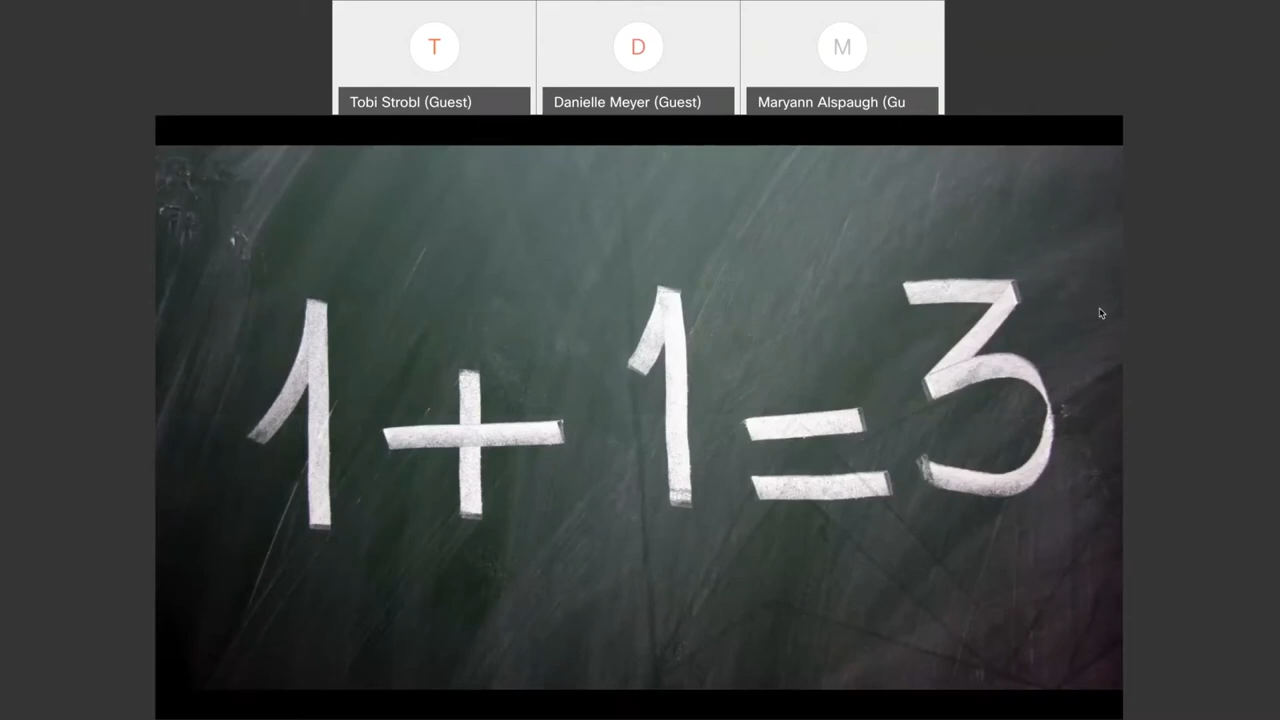 T
D
M
Tobi Strobl (Guest)
Danielle Meyer (Guest)
Maryann Alspaugh (Gu
1+1=3